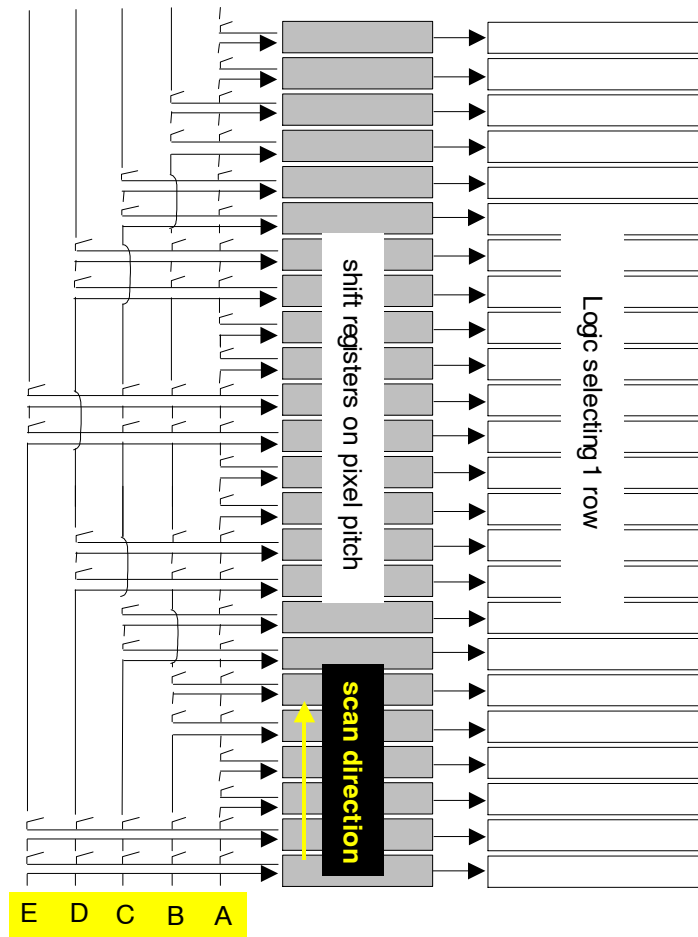 shift registers on pixel pitch
Logic selecting 1 row
scan direction
E D C B A